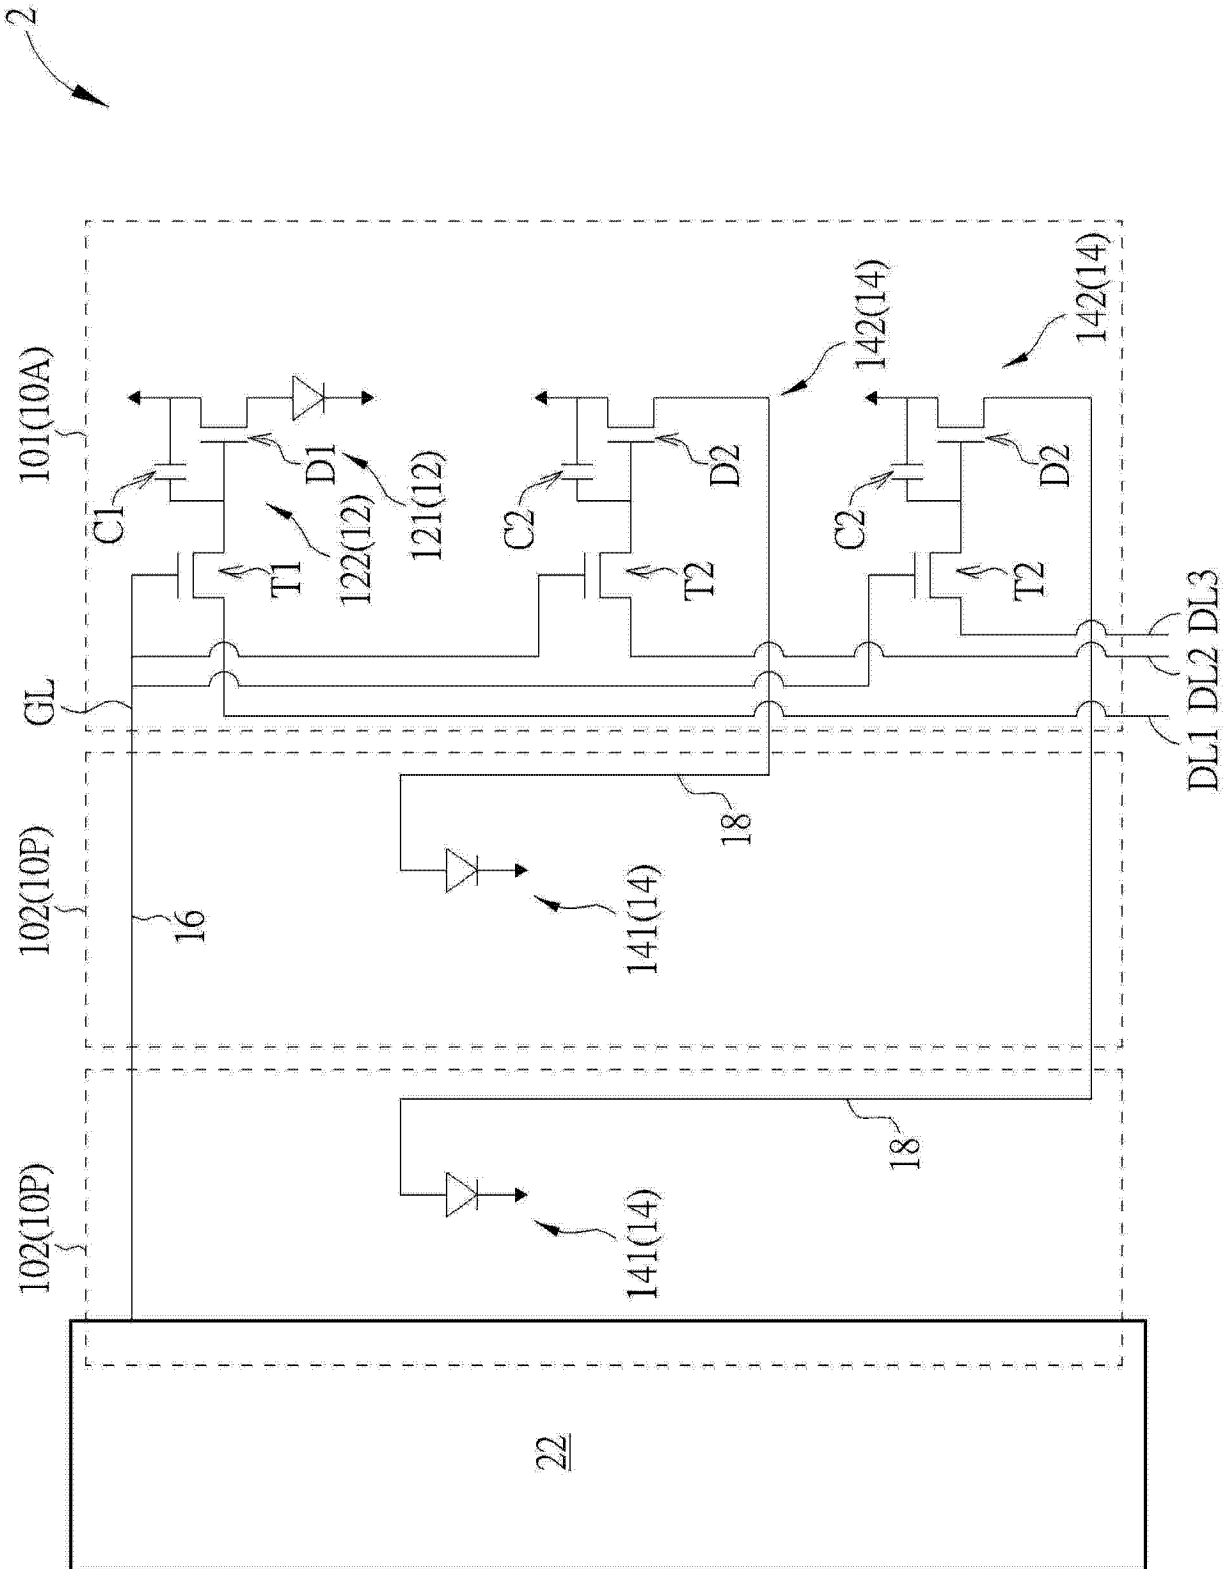 2
101(10A)
102(10P)
102(10P)
GL
16
C1
T1
D1
122(12)
121(12)
C2
T2
D2
142(14)
C2
T2
D2
142(14)
18
141(14)
18
141(14)
22
DL1
DL2
DL3